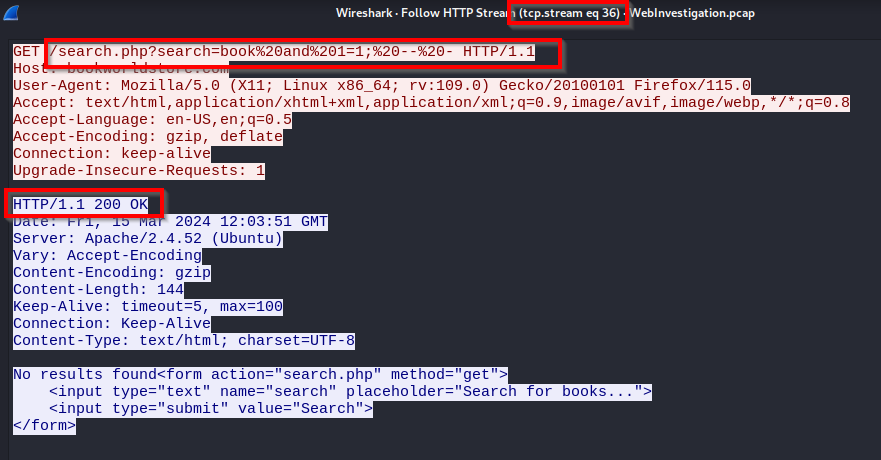 Wireshark · Follow HTTP Stream (tcp.stream eq 36) · WebInvestigation.pcap
GET /search.php?search=book%20and%201=1;%20--%20- HTTP/1.1
Host: bookworldstore.com
User-Agent: Mozilla/5.0 (X11; Linux x86_64; rv:109.0) Gecko/20100101 Firefox/115.0
Accept: text/html,application/xhtml+xml,application/xml;q=0.9,image/avif,image/webp,*/*;q=0.8
Accept-Language: en-US,en;q=0.5
Accept-Encoding: gzip, deflate
Connection: keep-alive
Upgrade-Insecure-Requests: 1
HTTP/1.1 200 OK
Date: Fri, 15 Mar 2024 12:03:51 GMT
Server: Apache/2.4.52 (Ubuntu)
Vary: Accept-Encoding
Content-Encoding: gzip
Content-Length: 144
Keep-Alive: timeout=5, max=100
Connection: Keep-Alive
Content-Type: text/html; charset=UTF-8
No results found<form action="search.php" method="get">
<input type="text" name="search" placeholder="Search for books...">
<input type="submit" value="Search">
</form>